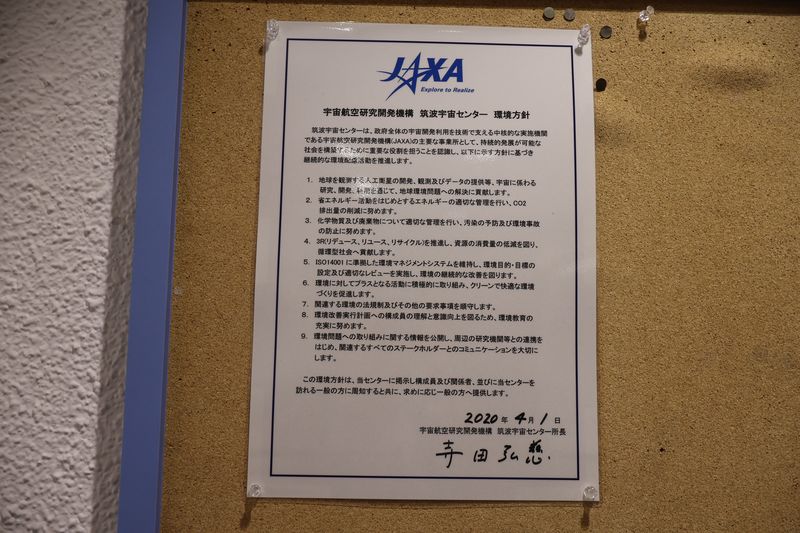 JAXA
Explore to Realize
宇宙航空研究開発機構 筑波宇宙センター 環境方針
筑波宇宙センターは、政府全体の宇宙開発利用を技術で支える中核的な実施機関
である宇宙航空研究開発機構(JAXA)の主要な事業所として、持続的発展が可能な
社会を構築するために重要な役割を担うことを認識し、以下に示す方針に基づき
継続的な環境配慮活動を推進します。
1. 地球を観測する人工衛星の開発、観測及びデータの提供等、宇宙に係わる
研究、開発、利用を通じて、地球環境問題への解決に貢献します。
2. 省エネルギー活動をはじめとするエネルギーの適切な管理を行い、CO2
排出量の削減に努めます。
3. 化学物質及び廃棄物について適切な管理を行い、汚染の予防及び環境事故
の防止に努めます。
4. 3R(リデュース、リユース、リサイクル)を推進し、資源の消費量の低減を図り、
循環型社会へ貢献します。
5. ISO14001に準拠した環境マネジメントシステムを維持し、環境目的・目標の
設定及び適切なレビューを実施し、環境の継続的な改善を図ります。
6. 環境に対してプラスとなる活動に積極的に取り組み、クリーンで快適な環境
づくりを促進します。
7. 関連する環境の法規制及びその他の要求事項を順守します。
8. 環境改善実行計画への構成員の理解と意識向上を図るため、環境教育の
充実に努めます。
9. 環境問題への取り組みに関する情報を公開し、周辺の研究機関等との連携を
はじめ、関連するすべてのステークホルダーとのコミュニケーションを大切に
します。
この環境方針は、当センターに掲示し構成員及び関係者、並びに当センターを
訪れる一般の方に周知すると共に、求めに応じ一般の方へ提供します。
2020年 4月 1日
宇宙航空研究開発機構 筑波宇宙センター所長
寺田弘慈